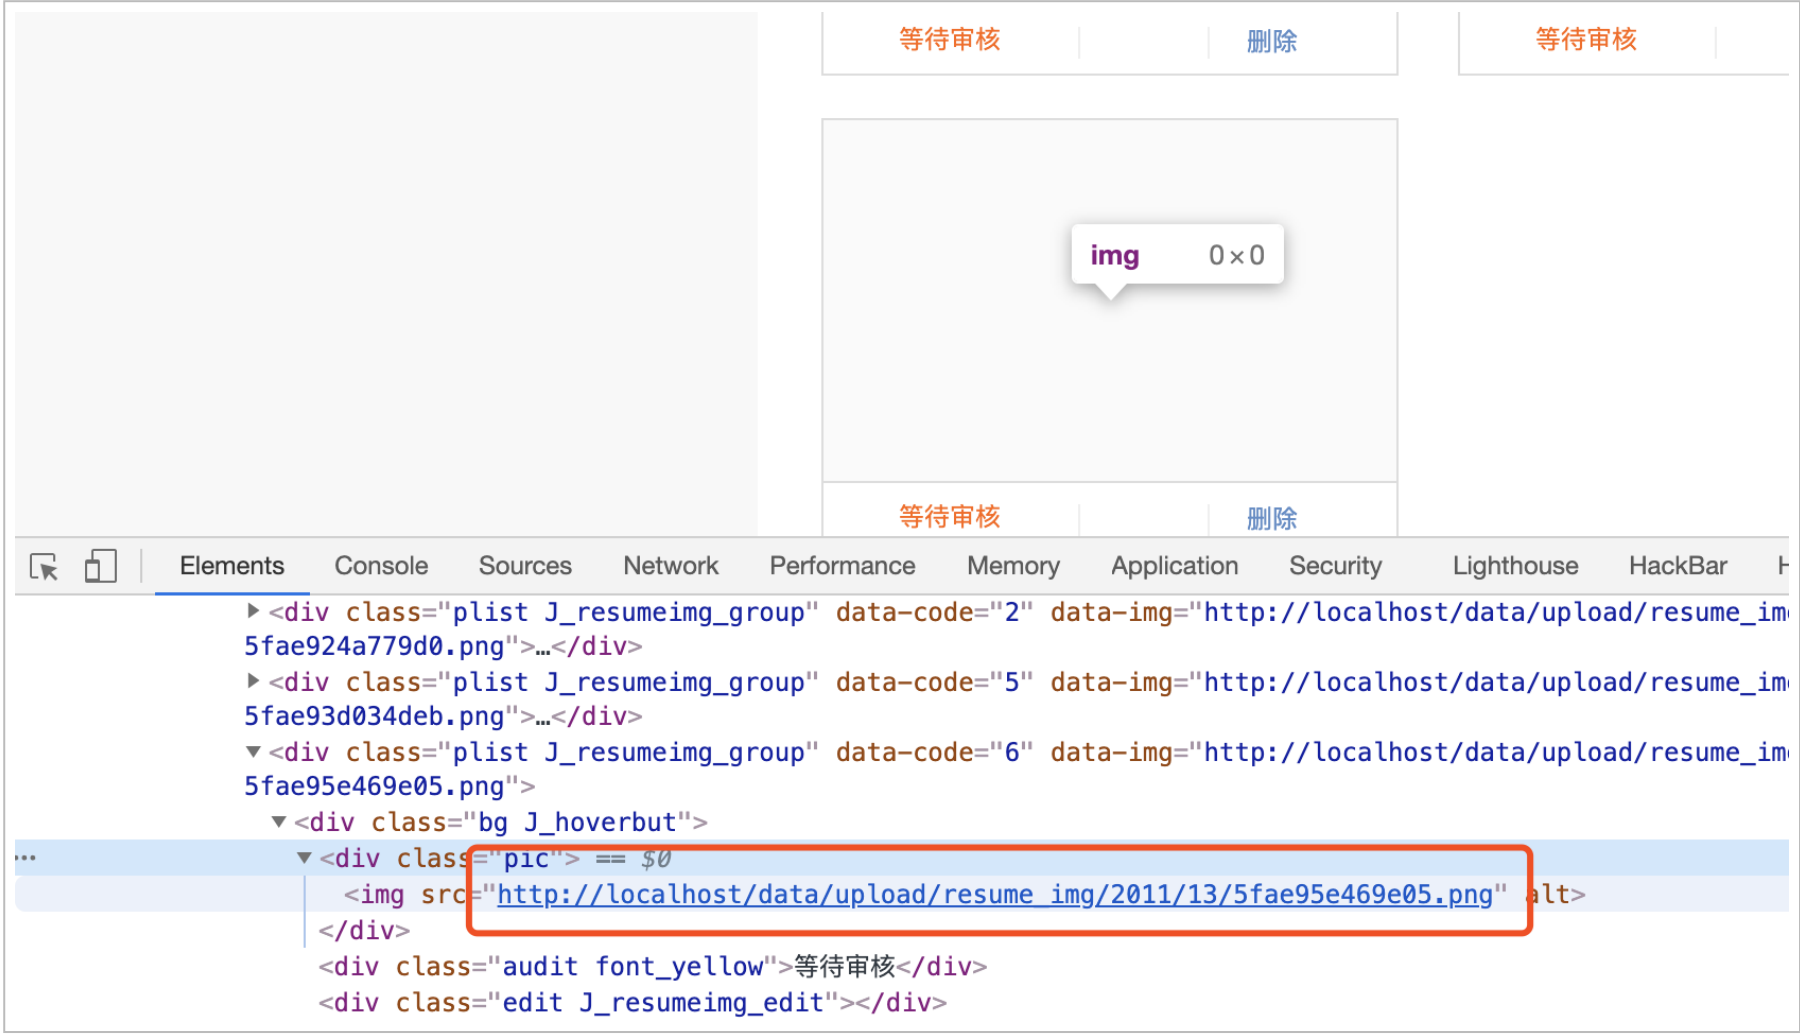 等待审核 删除 等待审核
img 0×0
等待审核 删除
Elements Console Sources Network Performance Memory Application Security Lighthouse HackBar
<div class="plist J_resumeimg_group" data-code="2" data-img="http://localhost/data/upload/resume_im
5fae924a779d0.png">…</div>
<div class="plist J_resumeimg_group" data-code="5" data-img="http://localhost/data/upload/resume_im
5fae93d034deb.png">…</div>
<div class="plist J_resumeimg_group" data-code="6" data-img="http://localhost/data/upload/resume_im
5fae95e469e05.png">
<div class="bg J_hoverbut">
<div class="pic"> == $0
<img src="http://localhost/data/upload/resume_img/2011/13/5fae95e469e05.png" alt>
</div>
<div class="audit font_yellow">等待审核</div>
<div class="edit J_resumeimg_edit"></div>